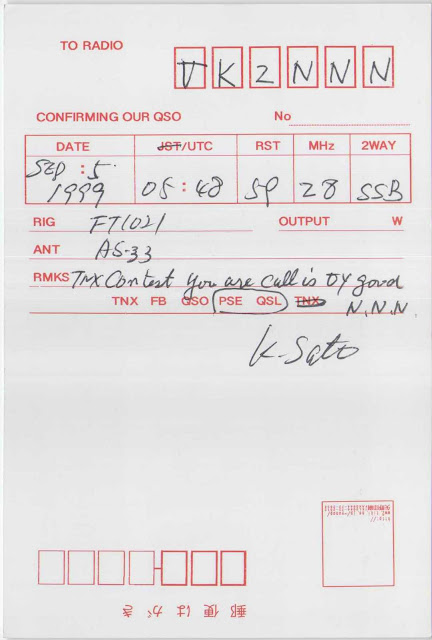 TO RADIO VK2NNN
CONFIRMING OUR QSO No
DATE JST/UTC RST MHz 2WAY
SEP : 5. 1999 05:48 59 28 SSB
RIG FT1021 OUTPUT W
ANT AS-33
RMKS TNX Contest you are call is DY good
TNX FB QSO PSE QSL TNX N.N.N
K-Sato
郵便はがき